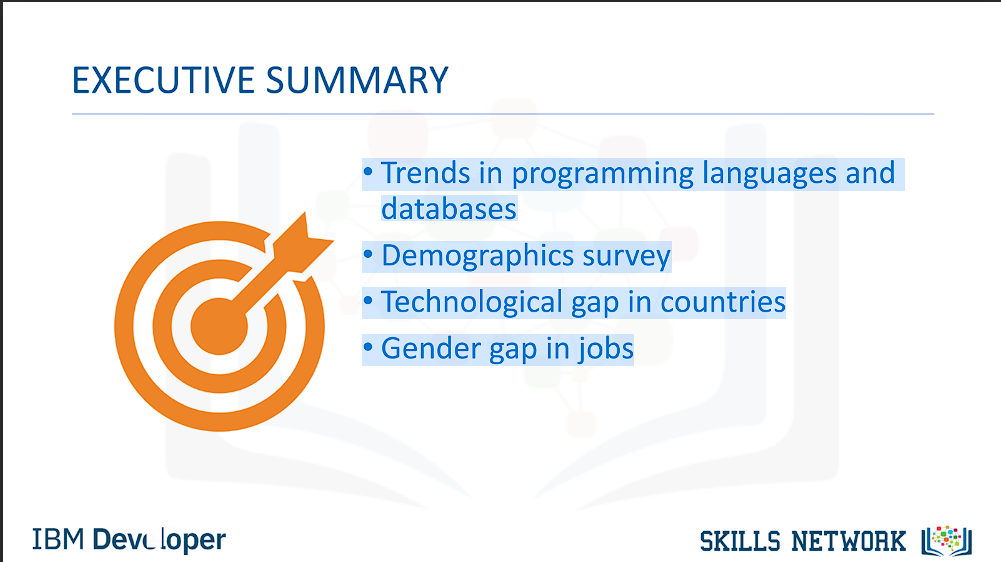 EXECUTIVE SUMMARY
• Trends in programming languages and
databases
• Demographics survey
• Technological gap in countries
• Gender gap in jobs
IBM Developer
SKILLS NETWORK